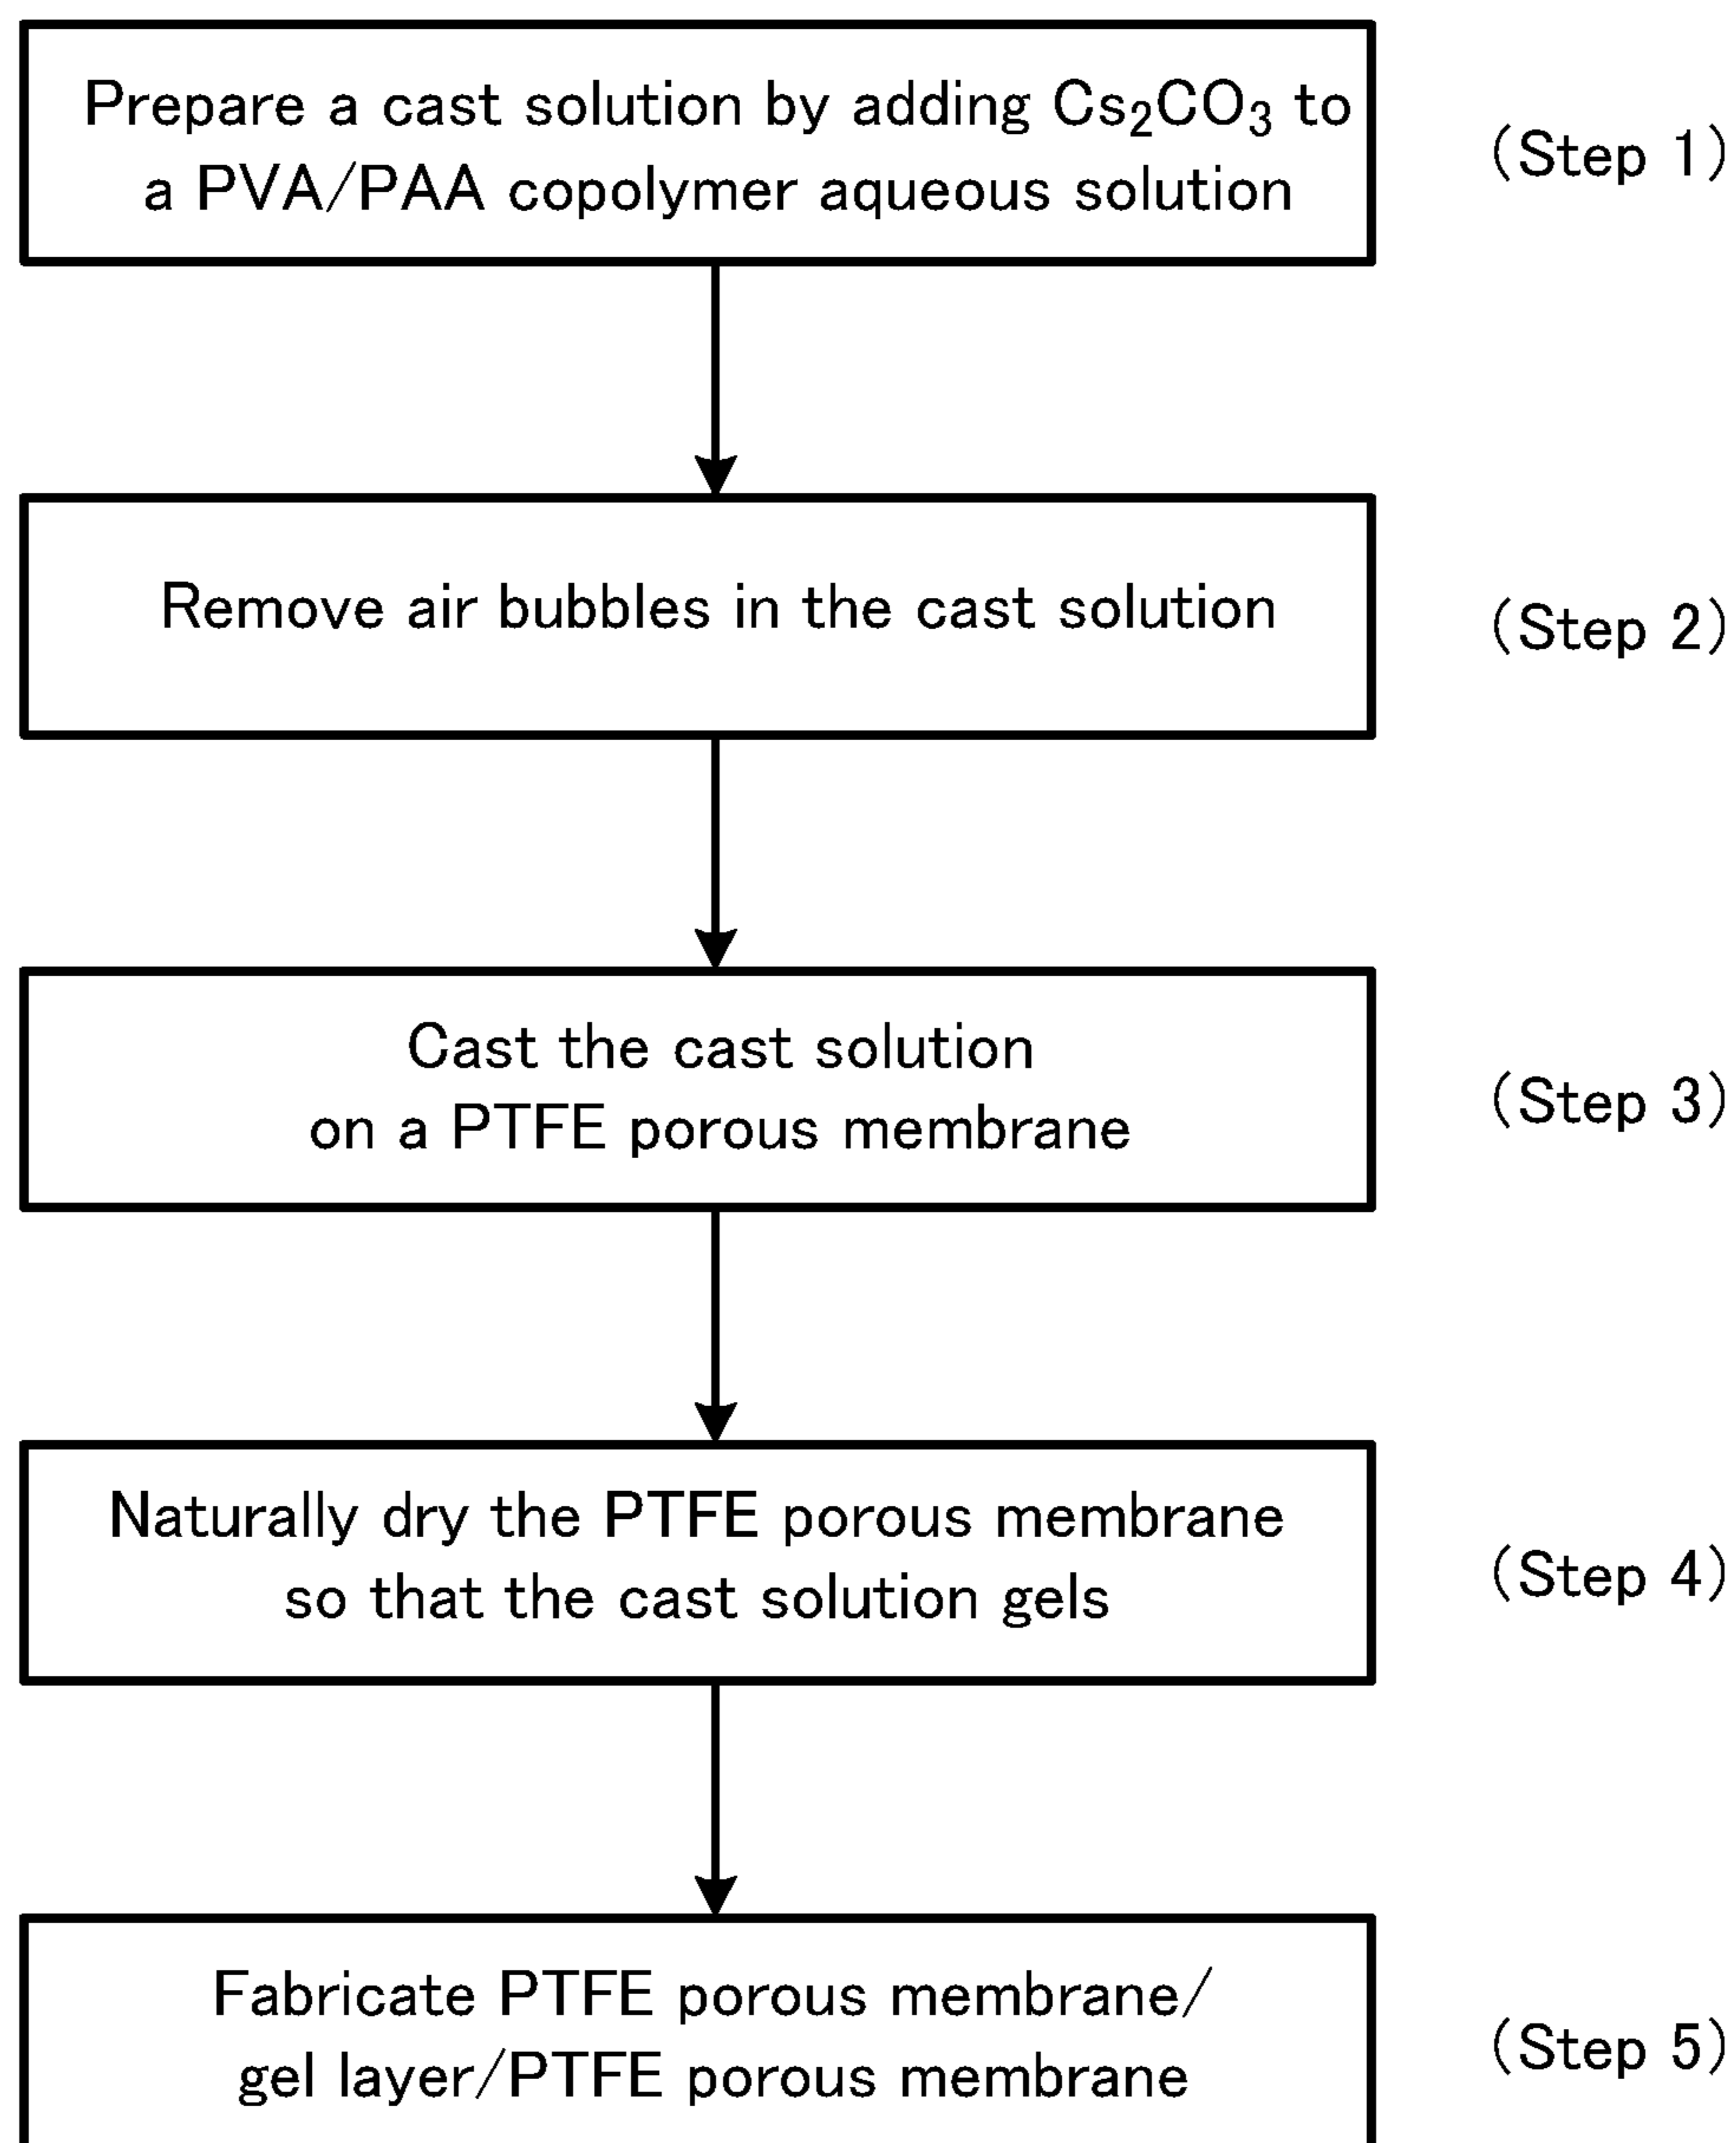 Prepare a cast solution by adding Cs₂CO₃ to
a PVA/PAA copolymer aqueous solution
(Step 1)
Remove air bubbles in the cast solution
(Step 2)
Cast the cast solution
on a PTFE porous membrane
(Step 3)
Naturally dry the PTFE porous membrane
so that the cast solution gels
(Step 4)
Fabricate PTFE porous membrane/
gel layer/PTFE porous membrane
(Step 5)